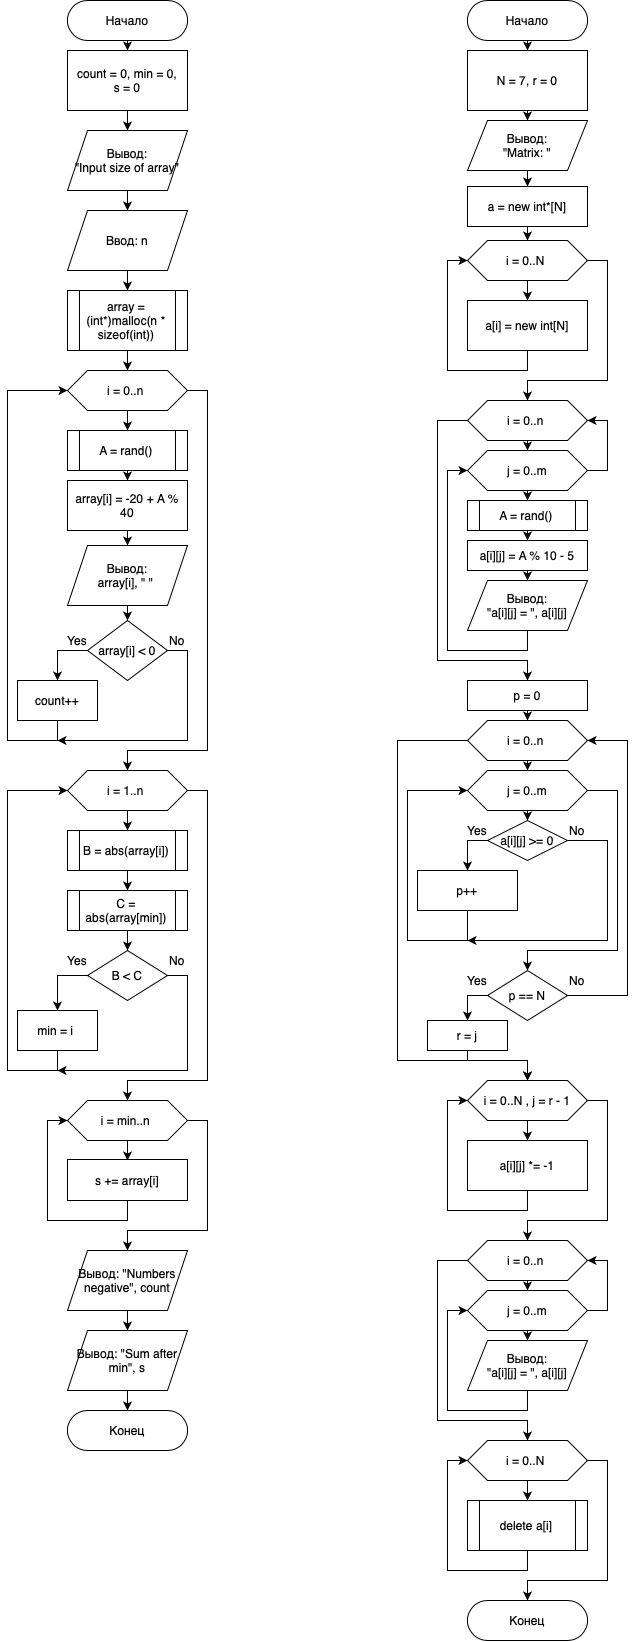 Начало
count = 0, min = 0,
s = 0
Вывод:
"Input size of array"
Ввод: n
array =
(int*)malloc(n *
sizeof(int))
i = 0..n
A = rand()
array[i] = -20 + A %
40
Вывод:
array[i], " "
array[i] < 0
Yes
No
count++
i = 1..n
B = abs(array[i])
C =
abs(array[min])
B < C
Yes
No
min = i
i = min..n
s += array[i]
Вывод: "Numbers
negative", count
Вывод: "Sum after
min", s
Конец
Начало
N = 7, r = 0
Вывод:
"Matrix: "
a = new int*[N]
i = 0..N
a[i] = new int[N]
i = 0..n
j = 0..m
A = rand()
a[i][j] = A % 10 - 5
Вывод:
"a[i][j] = ", a[i][j]
p = 0
i = 0..n
j = 0..m
a[i][j] >= 0
Yes
No
p++
p == N
Yes
No
r = j
i = 0..N , j = r - 1
a[i][j] *= -1
i = 0..n
j = 0..m
Вывод:
"a[i][j] = ", a[i][j]
i = 0..N
delete a[i]
Конец